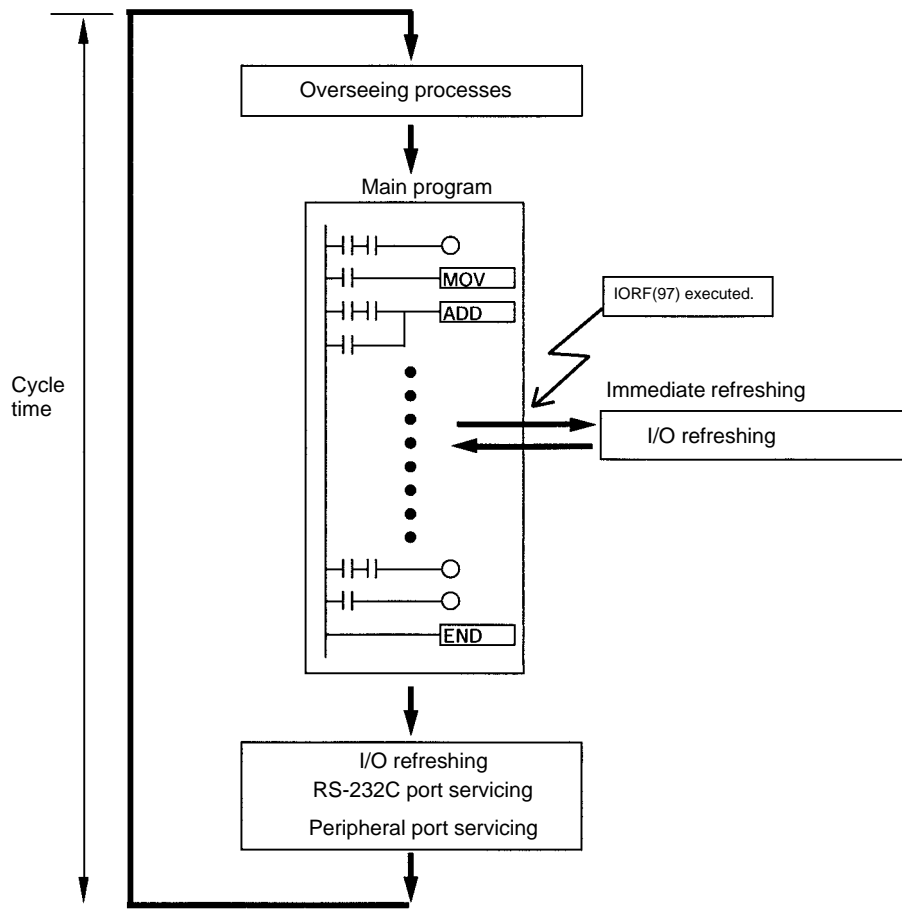 Overseeing processes
Main program
MOV
ADD
IORF(97) executed.
Cycle
time
Immediate refreshing
I/O refreshing
END
I/O refreshing
RS-232C port servicing
Peripheral port servicing